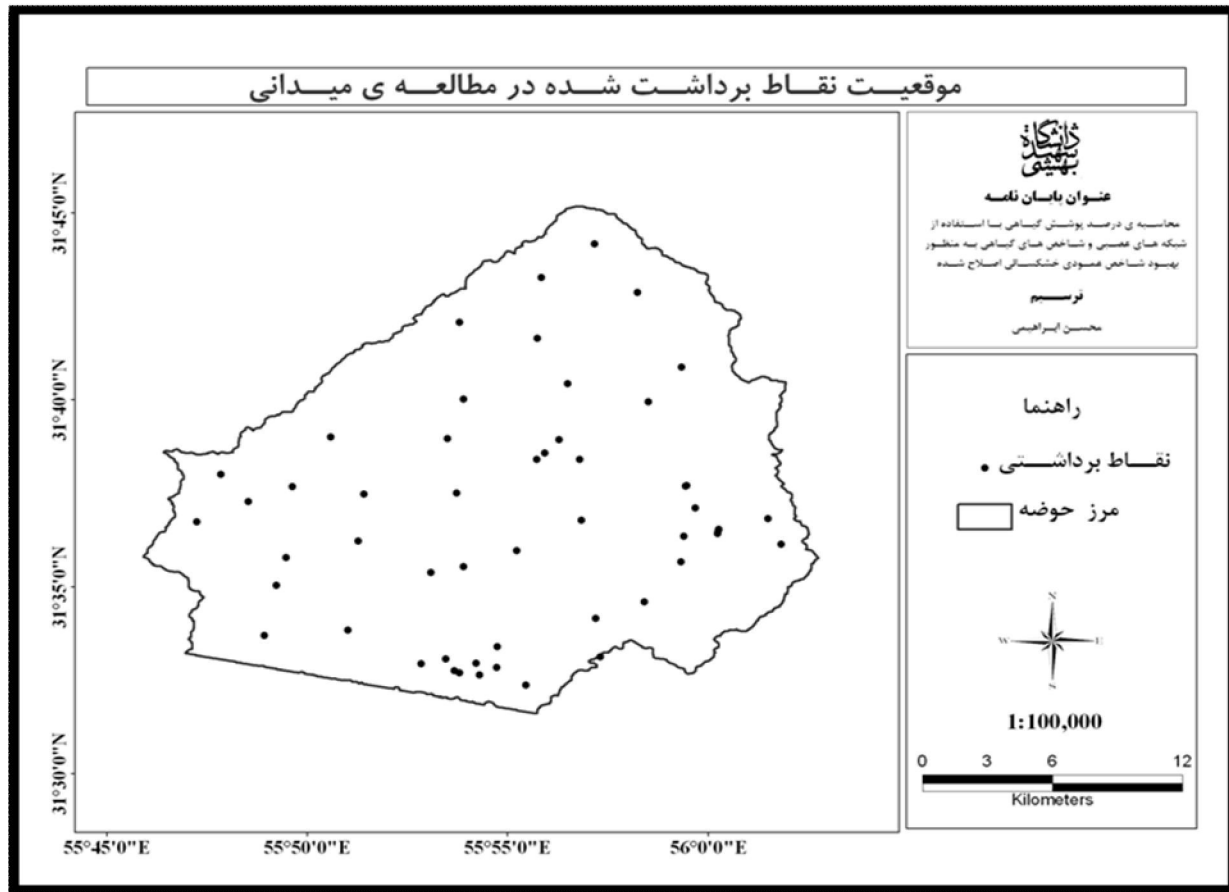 موقعیت نقاط برداشت شده در مطالعه ی میدانی
دانشگاه
شهید
بهشتی
عنوان پایان نامه
محاسبه ی درصد پوشش گیاهی با استفاده از
شبکه های عصبی و شاخص های گیاهی به منظور
بهبود شاخص عمودی خشکسالی اصلاح شده
ترسیم
محسن ابراهیمی
راهنما
نقاط برداشتی
مرز حوضه
N
W E
S
1:100,000
0 3 6 12
Kilometers
31°45'0"N
31°40'0"N
31°35'0"N
31°30'0"N
55°45'0"E 55°50'0"E 55°55'0"E 56°0'0"E